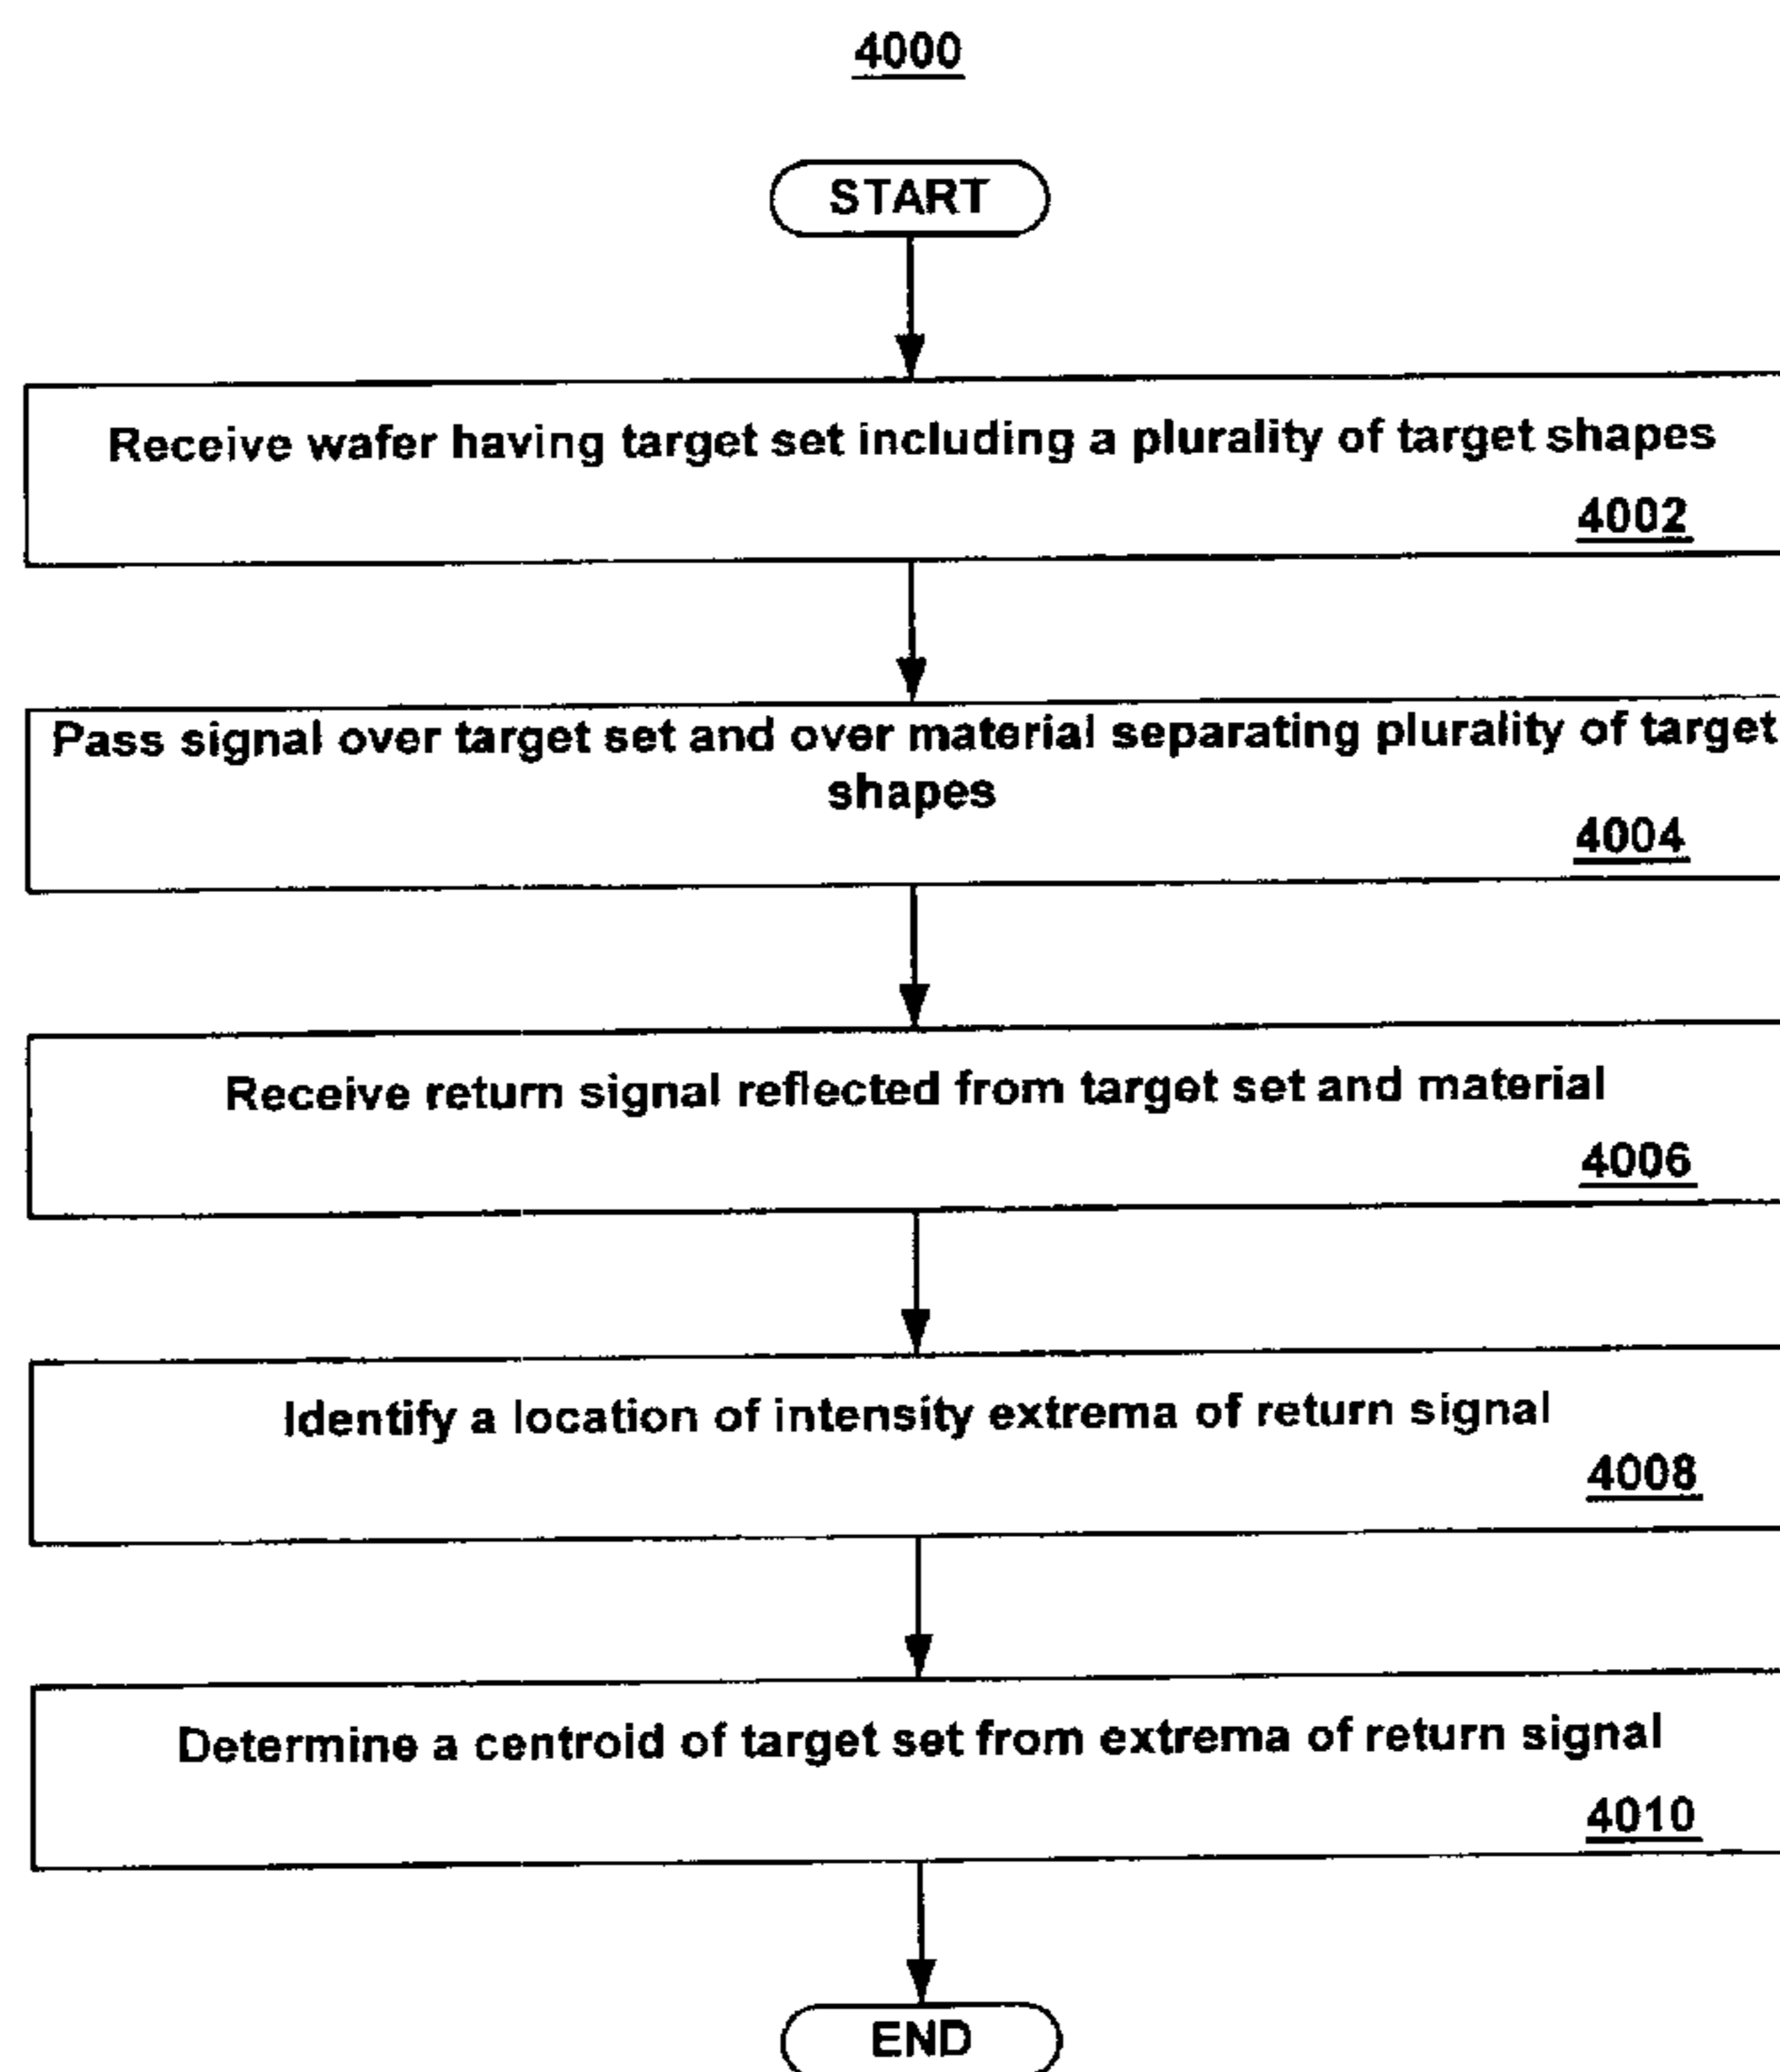 4000
START
Receive wafer having target set including a plurality of target shapes
4002
Pass signal over target set and over material separating plurality of target
shapes
4004
Receive return signal reflected from target set and material
4006
Identify a location of intensity extrema of return signal
4008
Determine a centroid of target set from extrema of return signal
4010
END